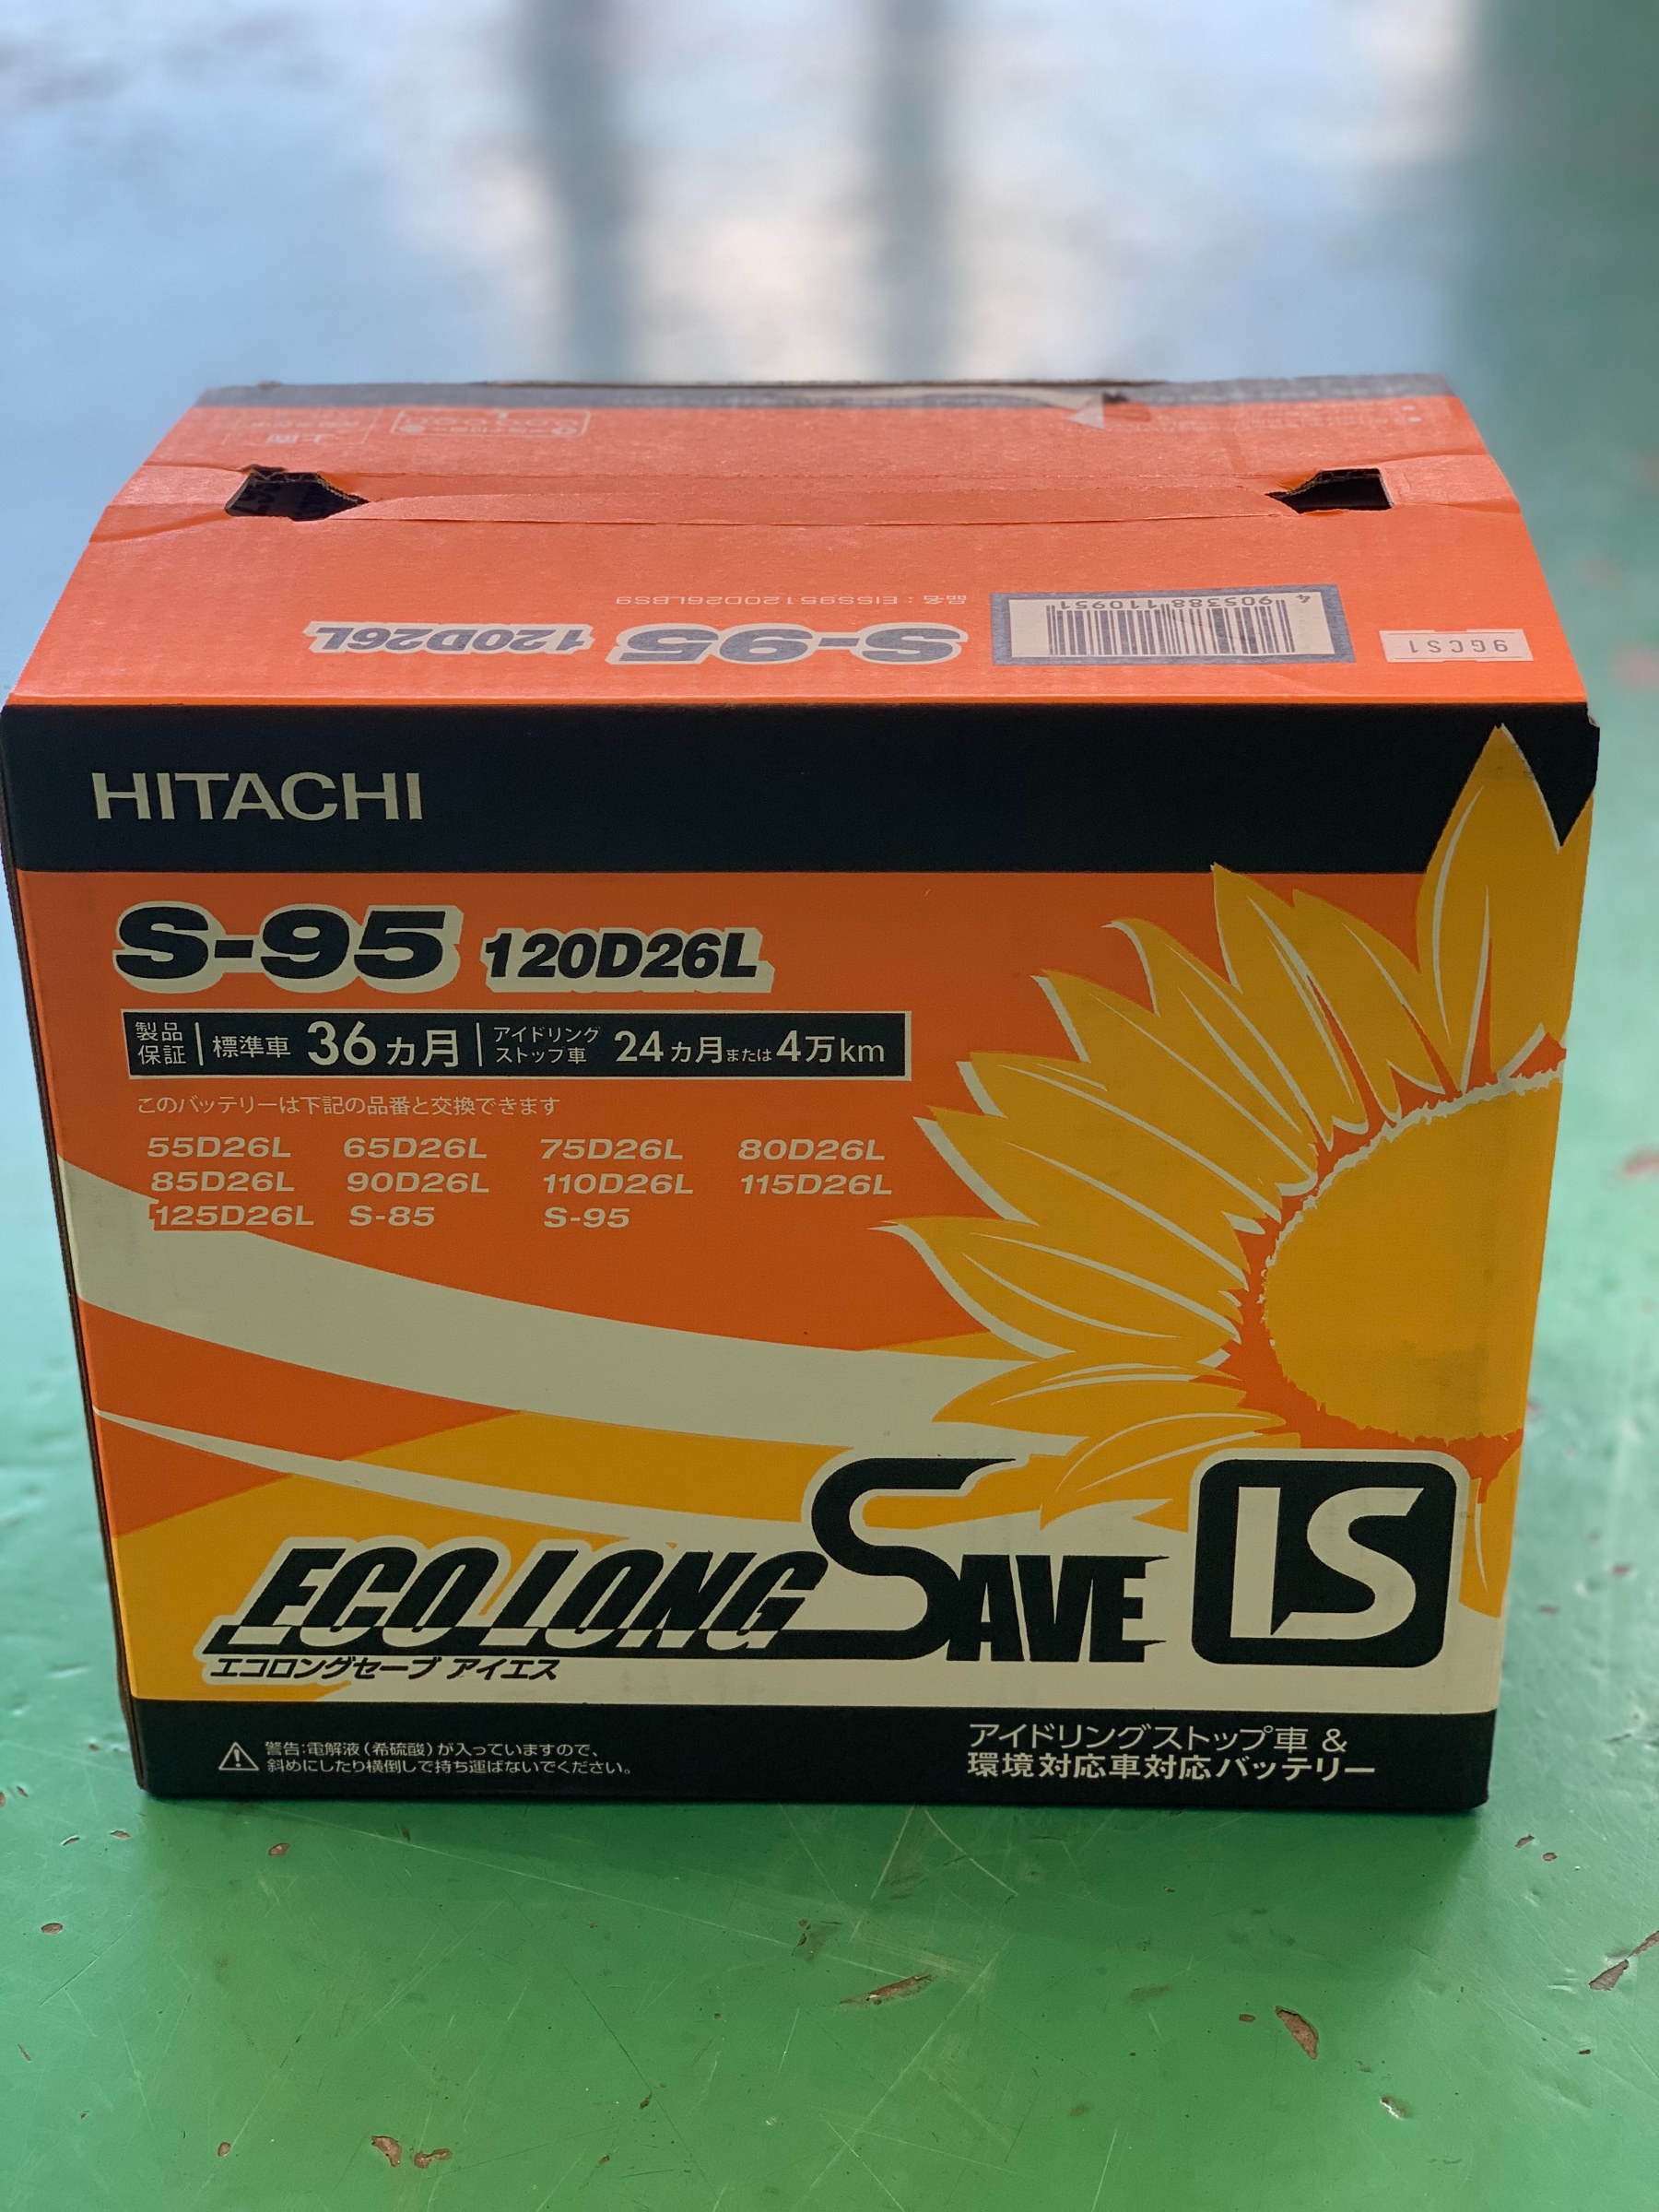 上面
品名：EISS95120D26LBS9
S-95 120D26L
4 905388 110951
9GCS1
HITACHI
S-95 120D26L
製品保証 標準車 36ヵ月 アイドリングストップ車 24ヵ月または4万km
このバッテリーは下記の品番と交換できます
55D26L 65D26L 75D26L 80D26L
85D26L 90D26L 110D26L 115D26L
125D26L S-85 S-95
ECO LONG SAVE IS
エコロングセーブ アイエス
警告:電解液(希硫酸)が入っていますので、
斜めにしたり横倒しで持ち運ばないでください。
アイドリングストップ車 &
環境対応車対応バッテリー